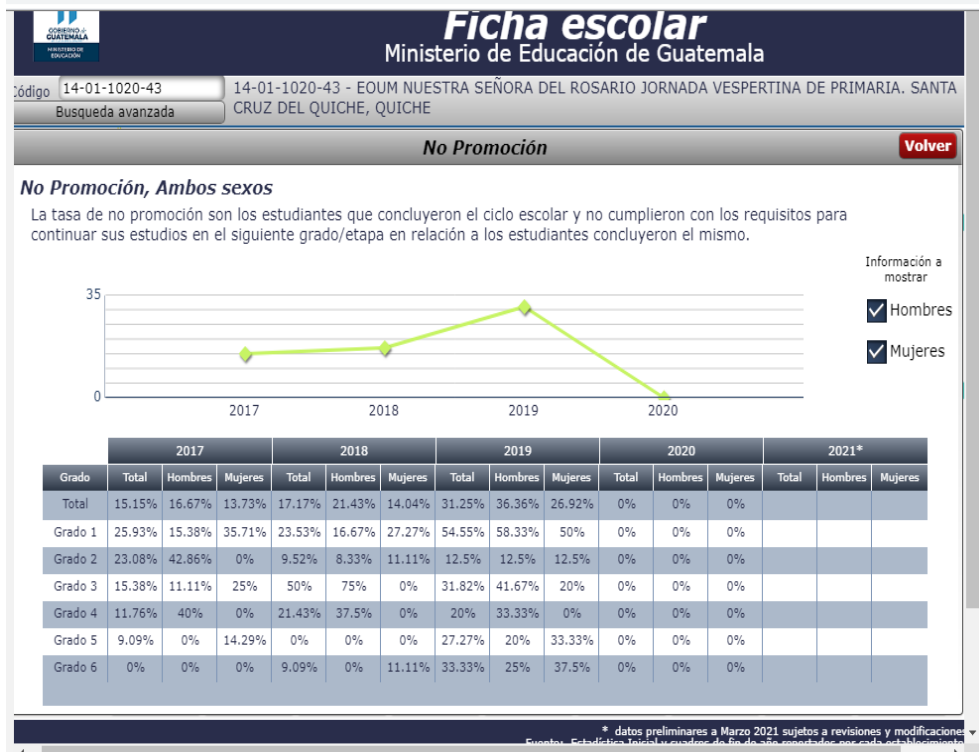 GOBIERNO de
GUATEMALA
MINISTERIO DE
EDUCACIÓN
Ficha escolar
Ministerio de Educación de Guatemala
Código 14-01-1020-43
Busqueda avanzada
14-01-1020-43 - EOUM NUESTRA SEÑORA DEL ROSARIO JORNADA VESPERTINA DE PRIMARIA. SANTA
CRUZ DEL QUICHE, QUICHE
No Promoción
Volver
No Promoción, Ambos sexos
La tasa de no promoción son los estudiantes que concluyeron el ciclo escolar y no cumplieron con los requisitos para
continuar sus estudios en el siguiente grado/etapa en relación a los estudiantes concluyeron el mismo.
Información a
mostrar
Hombres
Mujeres
35
0
2017 2018 2019 2020
2017 2018 2019 2020 2021*
Grado Total Hombres Mujeres Total Hombres Mujeres Total Hombres Mujeres Total Hombres Mujeres Total Hombres Mujeres
Total 15.15% 16.67% 13.73% 17.17% 21.43% 14.04% 31.25% 36.36% 26.92% 0% 0% 0%
Grado 1 25.93% 15.38% 35.71% 23.53% 16.67% 27.27% 54.55% 58.33% 50% 0% 0% 0%
Grado 2 23.08% 42.86% 0% 9.52% 8.33% 11.11% 12.5% 12.5% 12.5% 0% 0% 0%
Grado 3 15.38% 11.11% 25% 50% 75% 0% 31.82% 41.67% 20% 0% 0% 0%
Grado 4 11.76% 40% 0% 21.43% 37.5% 0% 20% 33.33% 0% 0% 0% 0%
Grado 5 9.09% 0% 14.29% 0% 0% 0% 27.27% 20% 33.33% 0% 0% 0%
Grado 6 0% 0% 0% 9.09% 0% 11.11% 33.33% 25% 37.5% 0% 0% 0%
* datos preliminares a Marzo 2021 sujetos a revisiones y modificaciones
Fuente: Estadística Inicial y cuadros de fin de año reportados por cada establecimiento